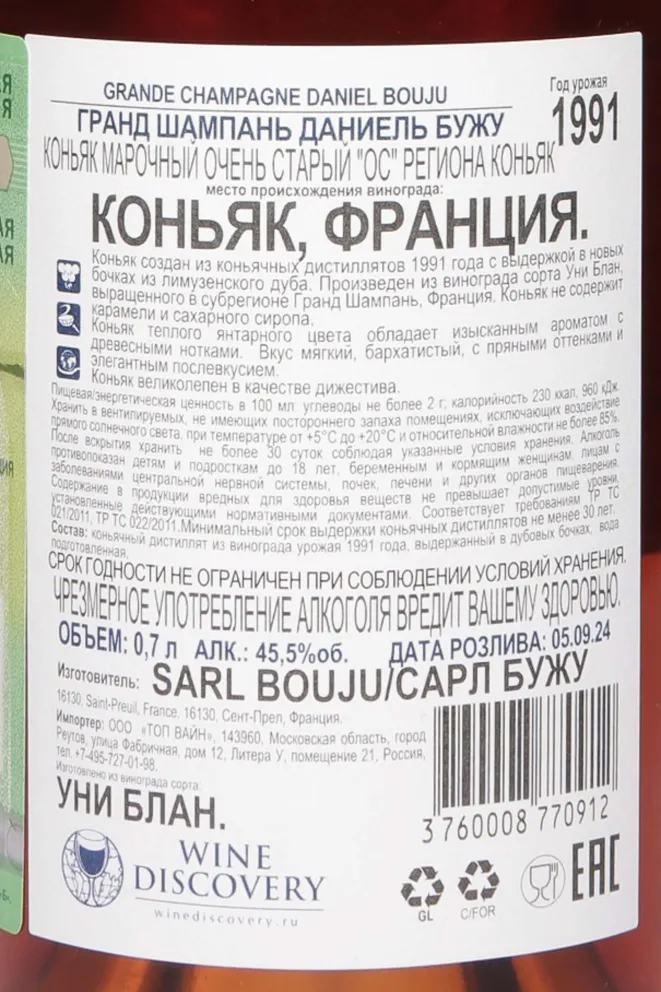 GRANDE CHAMPAGNE DANIEL BOUJU
Год урожая
1991
ГРАНД ШАМПАНЬ ДАНИЕЛЬ БУЖУ
КОНЬЯК МАРОЧНЫЙ ОЧЕНЬ СТАРЫЙ "ОС" РЕГИОНА КОНЬЯК
место происхождения винограда:
КОНЬЯК, ФРАНЦИЯ.
Коньяк создан из коньячных дистиллятов 1991 года с выдержкой в новых
бочках из лимузенского дуба. Произведен из винограда сорта Уни Блан,
выращенного в субрегионе Гранд Шампань, Франция. Коньяк не содержит
карамели и сахарного сиропа.
Коньяк теплого янтарного цвета обладает изысканным ароматом с
древесными нотками. Вкус мягкий, бархатистый, с пряными оттенками и
элегантным послевкусием.
Коньяк великолепен в качестве дижестива.
Пищевая/энергетическая ценность в 100 мл: углеводы не более 2 г; калорийность 230 ккал, 960 кДж.
Хранить в вентилируемых, не имеющих постороннего запаха помещениях, исключающих воздействие
прямого солнечного света, при температуре от +5°С до +20°С и относительной влажности не более 85%.
После вскрытия хранить не более 30 суток соблюдая указанные условия хранения. Алкоголь
противопоказан детям и подросткам до 18 лет, беременным и кормящим женщинам, лицам с
заболеваниями центральной нервной системы, почек, печени и других органов пищеварения.
Содержание в продукции вредных для здоровья веществ не превышает допустимые уровни,
установленные действующими нормативными документами. Соответствует требованиям ТР ТС
021/2011, ТР ТС 022/2011.Минимальный срок выдержки коньячных дистиллятов не менее 30 лет.
Состав: коньячный дистиллят из винограда урожая 1991 года, выдержанный в дубовых бочках, вода
подготовленная.
СРОК ГОДНОСТИ НЕ ОГРАНИЧЕН ПРИ СОБЛЮДЕНИИ УСЛОВИЙ ХРАНЕНИЯ.
ЧРЕЗМЕРНОЕ УПОТРЕБЛЕНИЕ АЛКОГОЛЯ ВРЕДИТ ВАШЕМУ ЗДОРОВЬЮ.
ОБЪЕМ: 0,7 л АЛК.: 45,5%об. ДАТА РОЗЛИВА: 05.09.24
Изготовитель: SARL BOUJU/САРЛ БУЖУ
16130, Saint-Preuil, France. 16130, Сент-Прел, Франция.
Импортер: ООО «ТОП ВАЙН», 143960, Московская область, город
Реутов, улица Фабричная, дом 12, Литера У, помещение 21, Россия,
тел. +7-495-727-01-98.
Изготовлено из винограда сорта:
УНИ БЛАН.
3 760008 770912
WINE
DISCOVERY
winediscovery.ru
GL
C/FOR
EAC